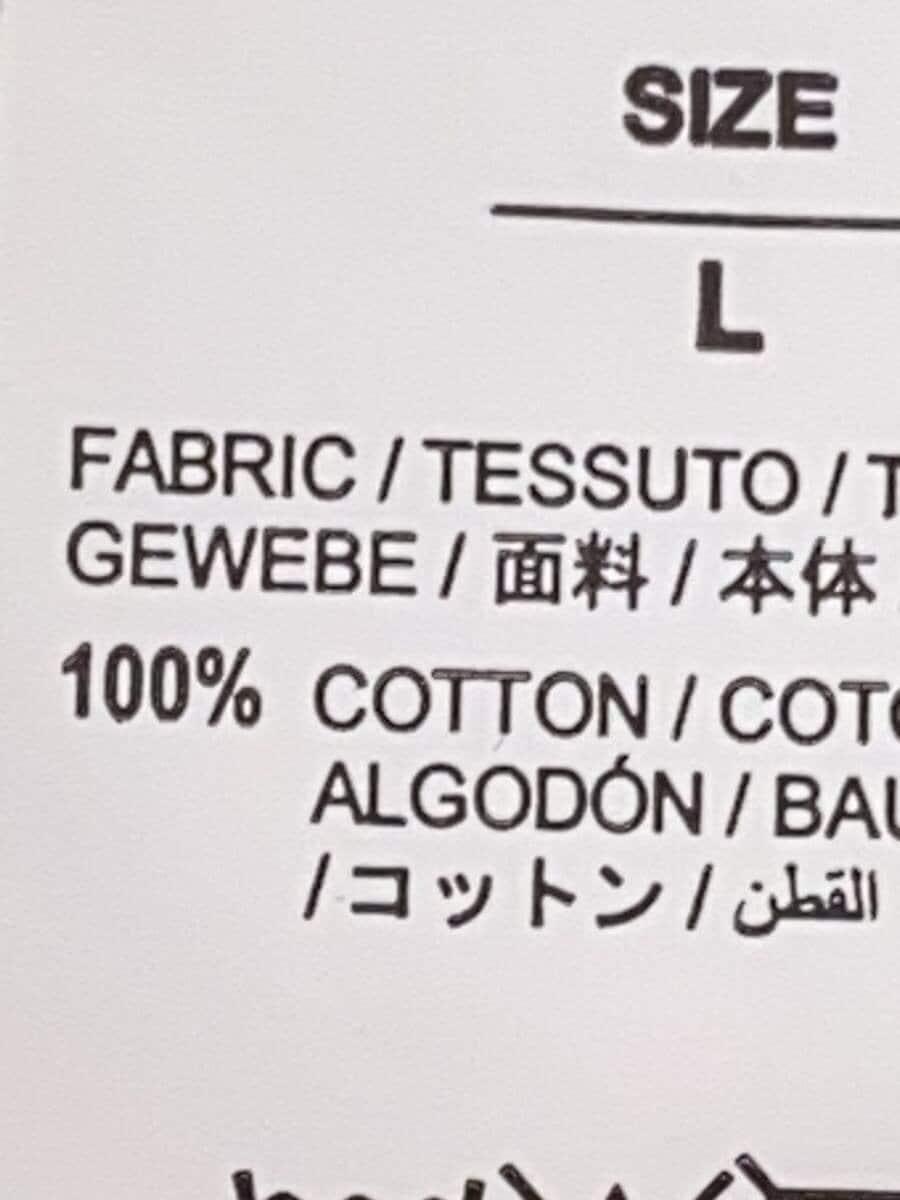 SIZE
L
FABRIC / TESSUTO /
GEWEBE / 面料 / 本体
100% COTTON /
ALGODÓN /
/ コットン / القطن